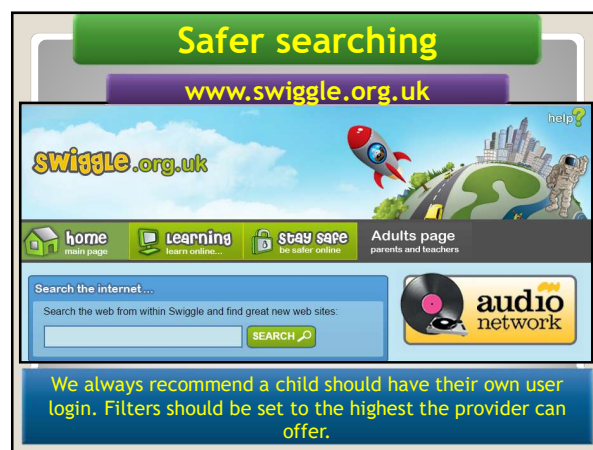 Safer searching
www.swiggle.org.uk
help?
swiggle.org.uk
home
main page
Learning
learn online...
Stay Safe
be safer online
Adults page
parents and teachers
Search the internet...
Search the web from within Swiggle and find great new web sites:
SEARCH
audio
network
We always recommend a child should have their own user
login. Filters should be set to the highest the provider can
offer.